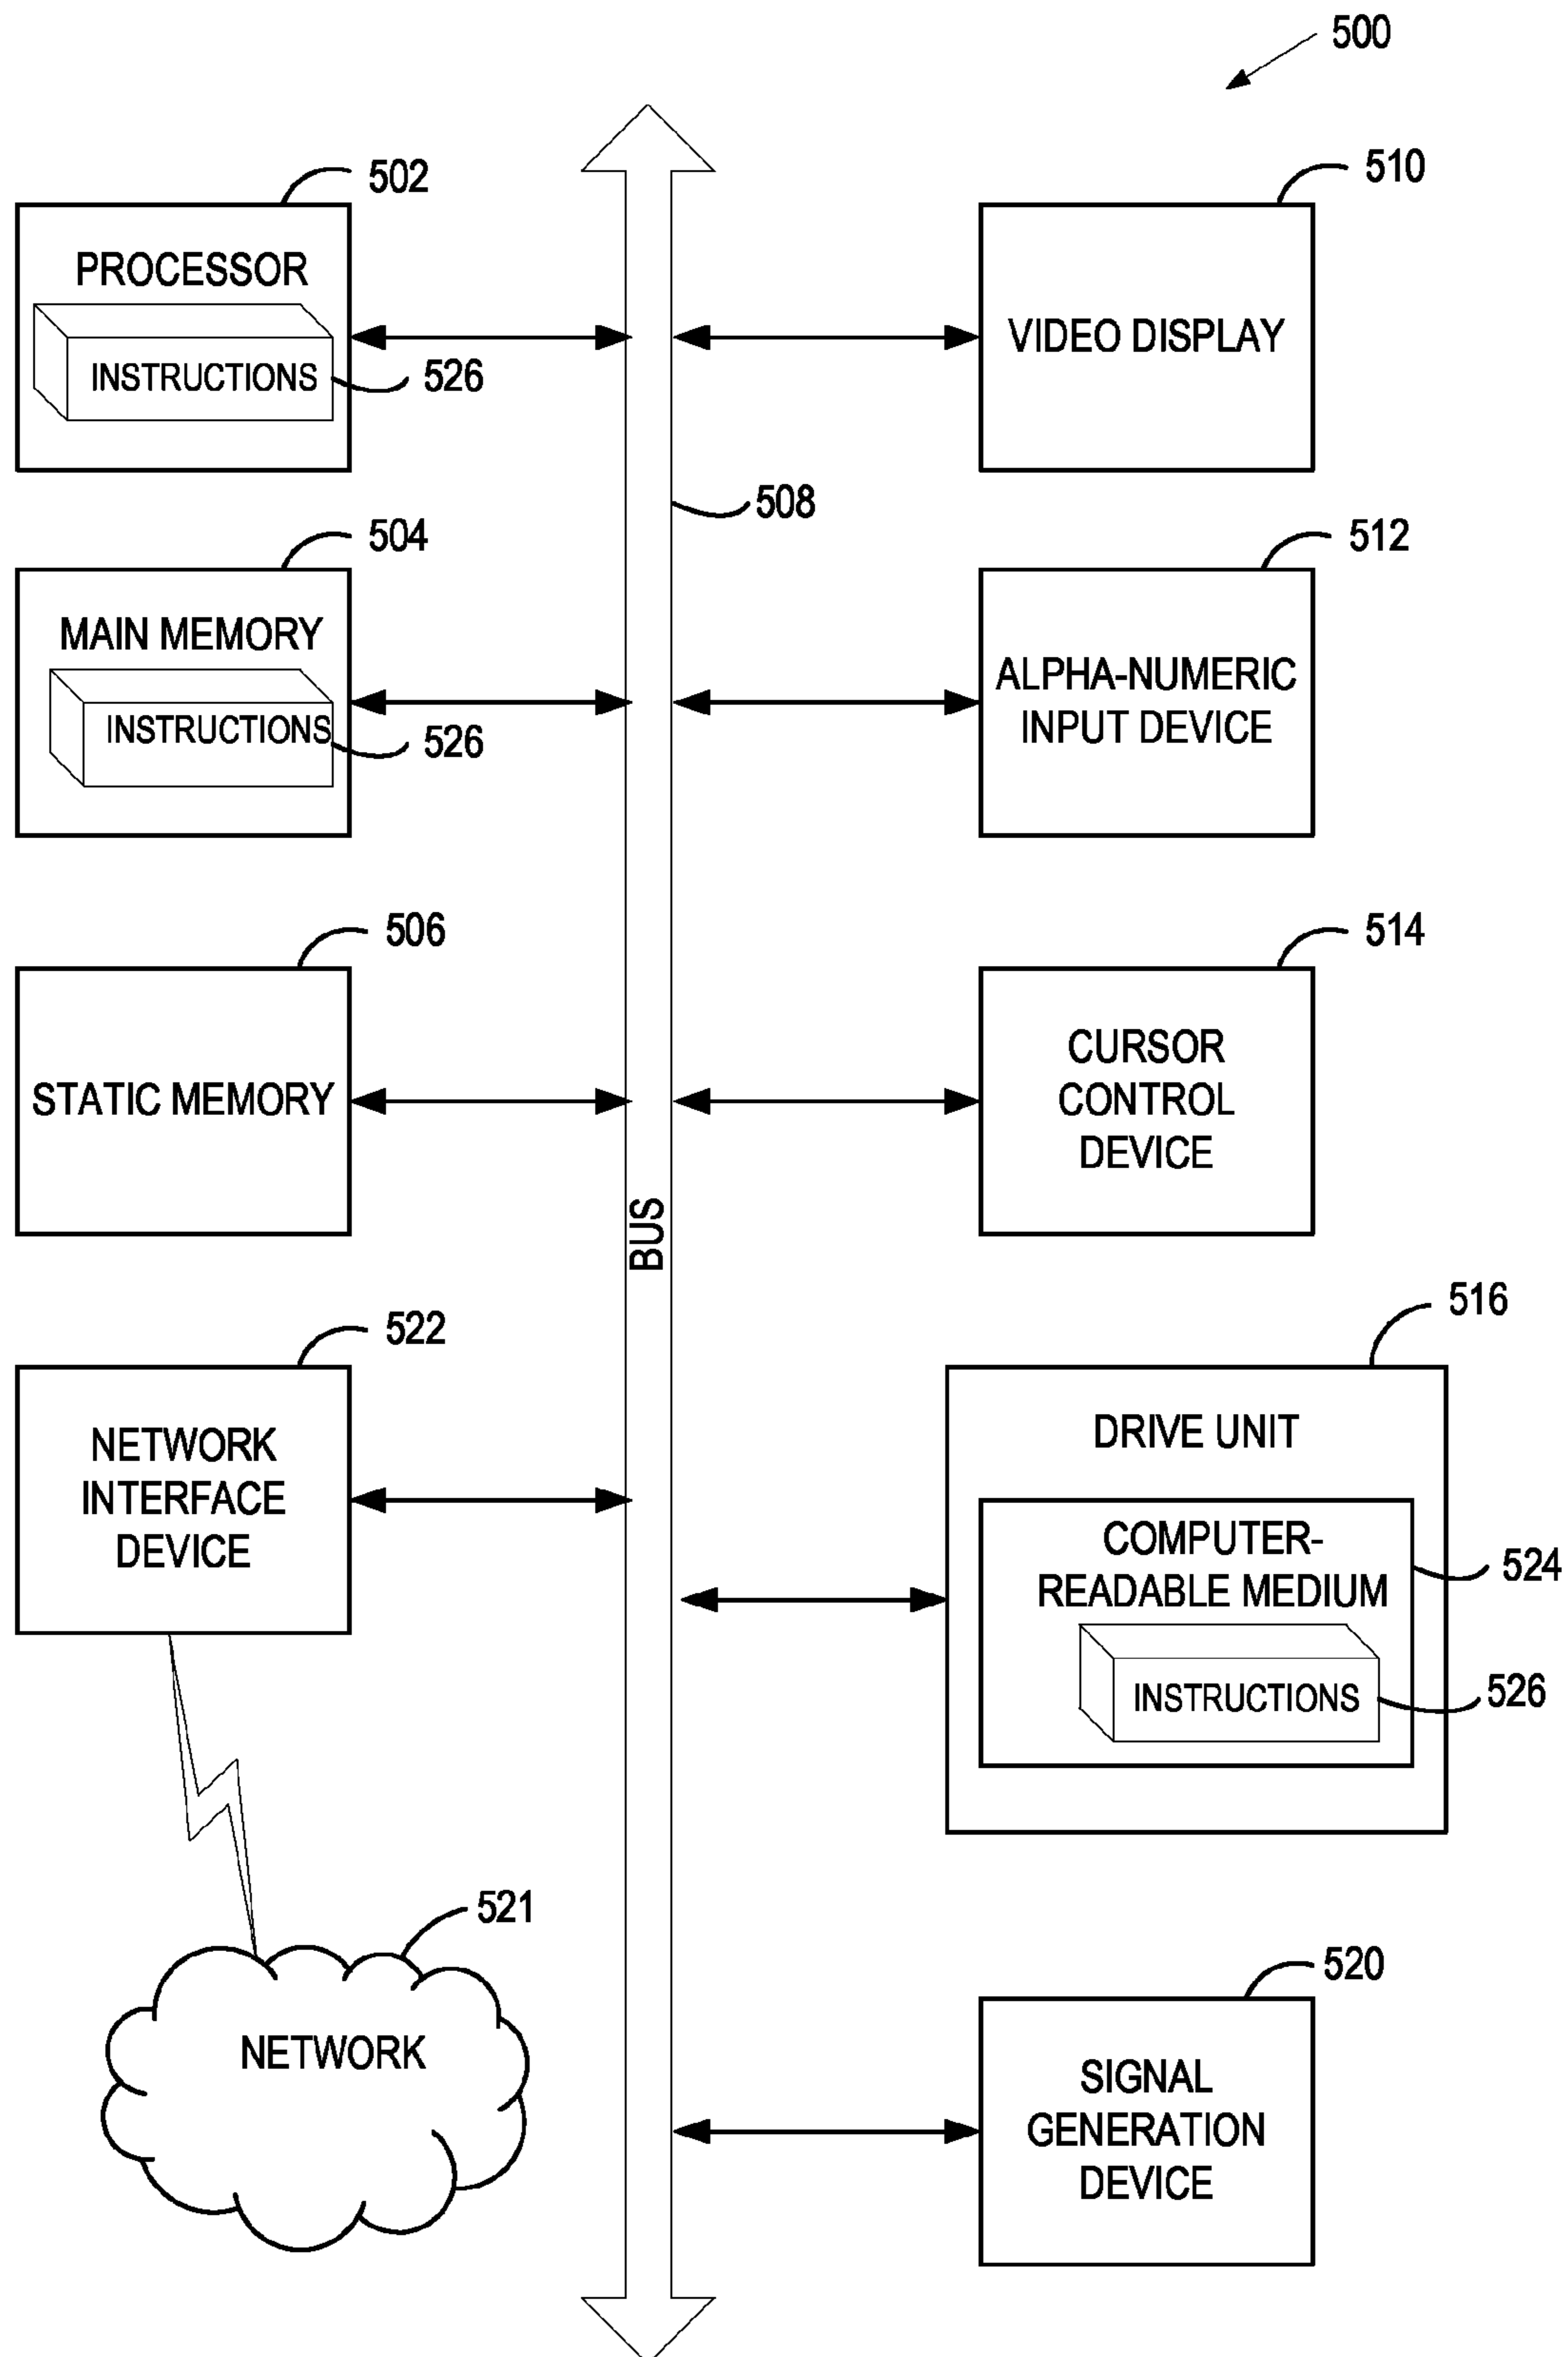 500
502
PROCESSOR
INSTRUCTIONS
526
510
VIDEO DISPLAY
508
504
MAIN MEMORY
INSTRUCTIONS
526
512
ALPHA-NUMERIC
INPUT DEVICE
506
STATIC MEMORY
514
CURSOR
CONTROL
DEVICE
BUS
522
NETWORK
INTERFACE
DEVICE
516
DRIVE UNIT
COMPUTER-
READABLE MEDIUM
524
INSTRUCTIONS
526
521
NETWORK
520
SIGNAL
GENERATION
DEVICE